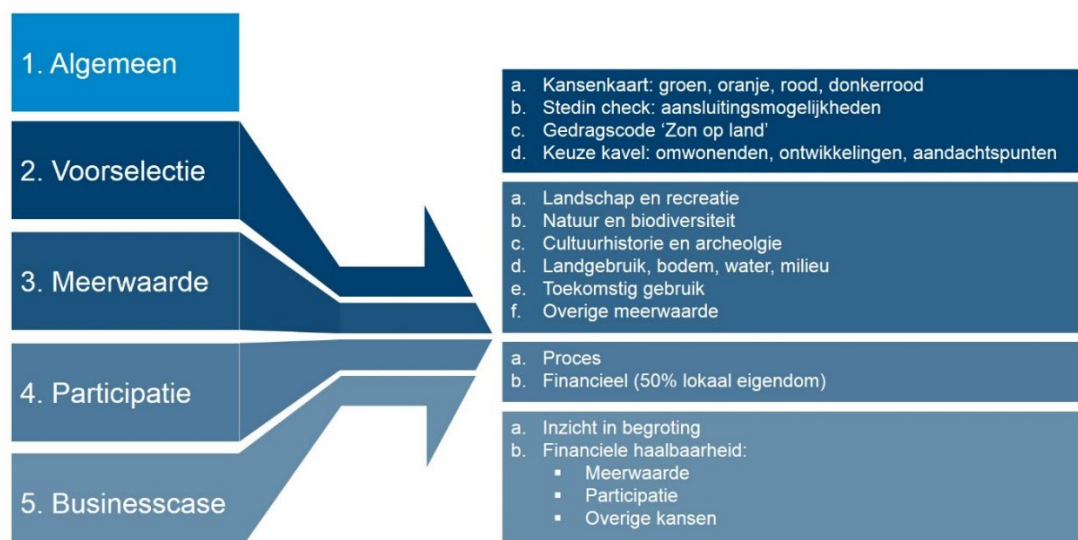 1. Algemeen
2. Voorselectie
3. Meerwaarde
4. Participatie
5. Businesscase
a. Kansenkaart: groen, oranje, rood, donkerrood
b. Stedin check: aansluitingsmogelijkheden
c. Gedragscode ‘Zon op land’
d. Keuze kavel: omwonenden, ontwikkelingen, aandachtspunten
a. Landschap en recreatie
b. Natuur en biodiversiteit
c. Cultuurhistorie en archeolgie
d. Landgebruik, bodem, water, milieu
e. Toekomstig gebruik
f. Overige meerwaarde
a. Proces
b. Financieel (50% lokaal eigendom)
a. Inzicht in begroting
b. Financiele haalbaarheid:
▪ Meerwaarde
▪ Participatie
▪ Overige kansen